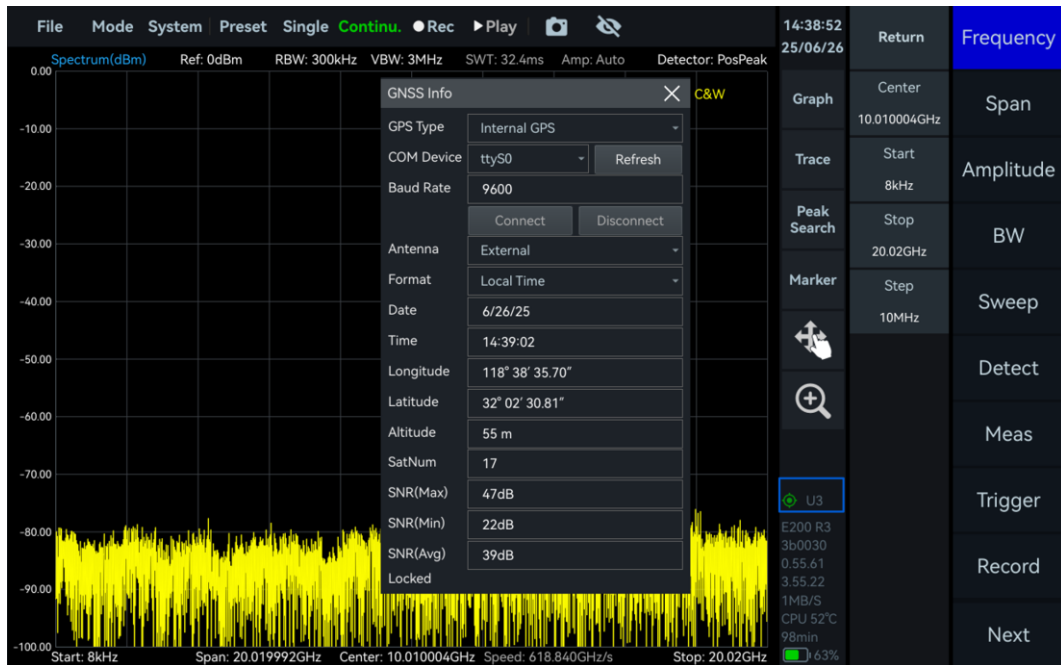 File Mode System Preset Single Continu. Rec Play
Spectrum(dBm) Ref: 0dBm RBW: 300kHz VBW: 3MHz SWT: 32.4ms Amp: Auto Detector: PosPeak
0.00
-10.00
-20.00
-30.00
-40.00
-50.00
-60.00
-70.00
-80.00
-90.00
-100.00
C&W
GNSS Info
GPS Type Internal GPS
COM Device ttyS0 Refresh
Baud Rate 9600
Connect Disconnect
Antenna External
Format Local Time
Date 6/26/25
Time 14:39:02
Longitude 118° 38′ 35.70″
Latitude 32° 02′ 30.81″
Altitude 55 m
SatNum 17
SNR(Max) 47dB
SNR(Min) 22dB
SNR(Avg) 39dB
Locked
Start: 8kHz Span: 20.019992GHz Center: 10.010004GHz Speed: 618.840GHz/s Stop: 20.02GHz
14:38:52
25/06/26
Graph
Trace
Peak
Search
Marker
U3
E200 R3
3b0030
0.55.61
3.55.22
1MB/S
CPU 52°C
98min
63%
Return
Center
10.010004GHz
Start
8kHz
Stop
20.02GHz
Step
10MHz
Frequency
Span
Amplitude
BW
Sweep
Detect
Meas
Trigger
Record
Next